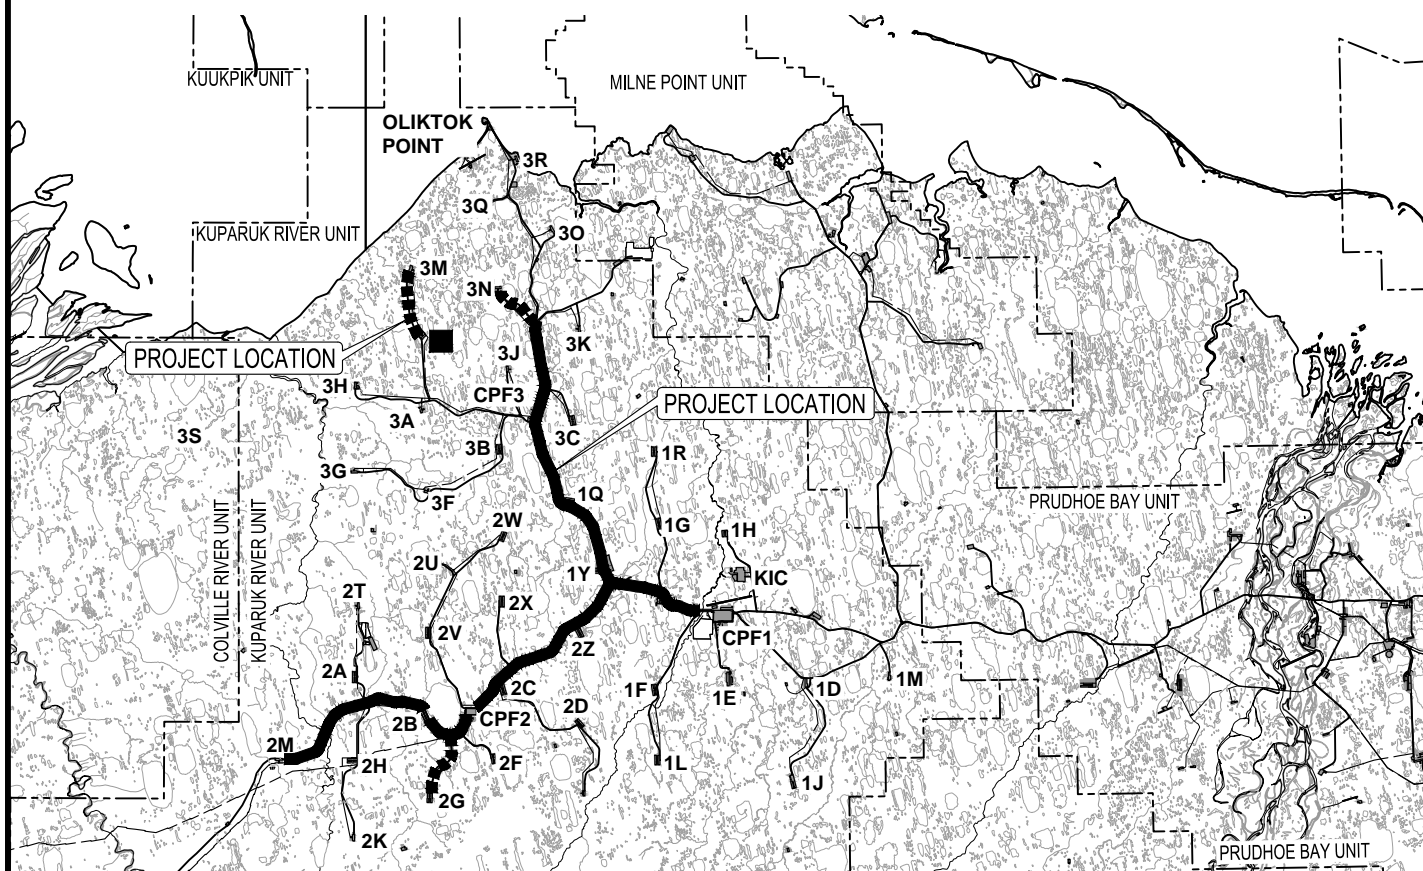 KUUKPIK UNIT
MILNE POINT UNIT
OLIKTOK
POINT
3R
3Q
KUPARUK RIVER UNIT
3O
3M
3N
PROJECT LOCATION
3J
3K
3H
CPF3
PROJECT LOCATION
3A
3C
3S
3B
1R
3G
3F
1Q
PRUDHOE BAY UNIT
2W
1G
1H
COLVILLE RIVER UNIT
KUPARUK RIVER UNIT
2U
1Y
KIC
2T
2X
2V
2Z
CPF1
2A
2C
1F
1E
1D
1M
2B
CPF2
2D
2M
2H
2F
1L
1J
2G
2K
PRUDHOE BAY UNIT